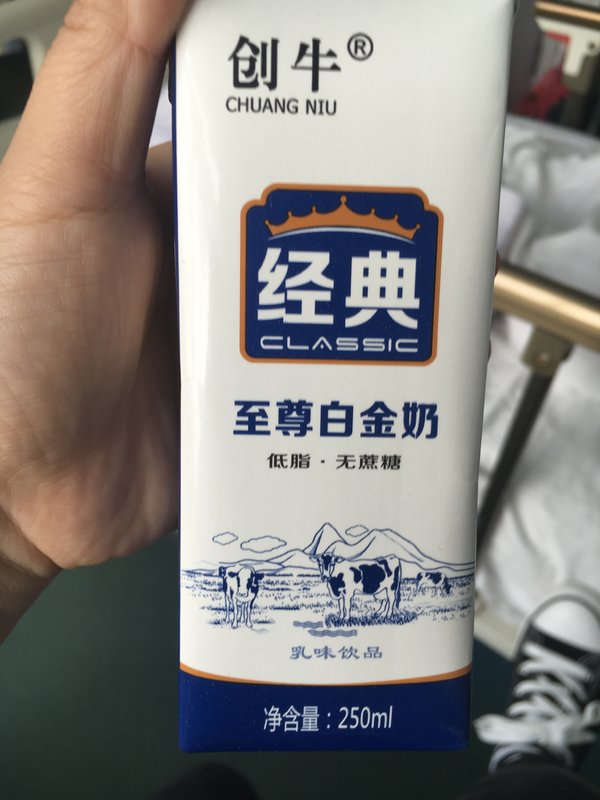 创牛®
CHUANG NIU
经典
CLASSIC
至尊白金奶
低脂·无蔗糖
乳味饮品
净含量：250ml